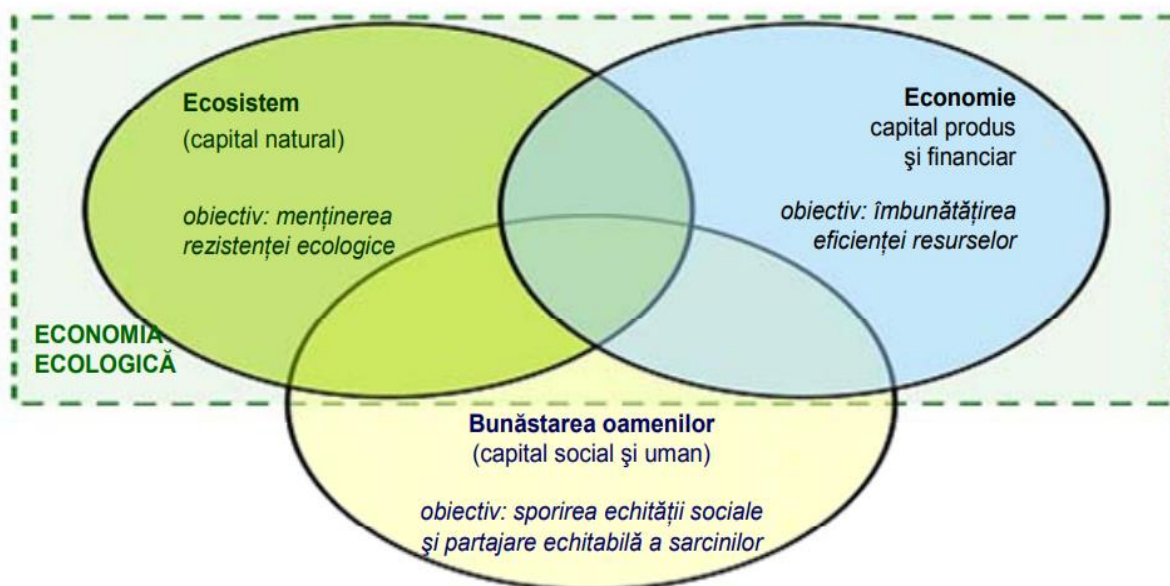 Ecosistem
(capital natural)
obiectiv: menținerea
rezistenței ecologice
Economie
capital produs
şi financiar
obiectiv: îmbunătățirea
eficienței resurselor
ECONOMIA
ECOLOGICĂ
Bunăstarea oamenilor
(capital social şi uman)
obiectiv: sporirea echității sociale
şi partajare echitabilă a sarcinilor